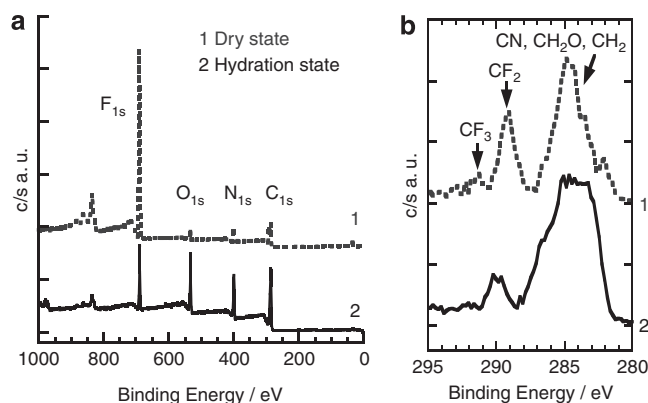 a
1 Dry state
2 Hydration state
F1s
O1s
N1s
C1s
1
2
c/s a. u.
1000
800
600
400
200
0
Binding Energy / eV
b
CN, CH2O, CH2
CF2
CF3
1
2
c/s a. u.
295
290
285
280
Binding Energy / eV